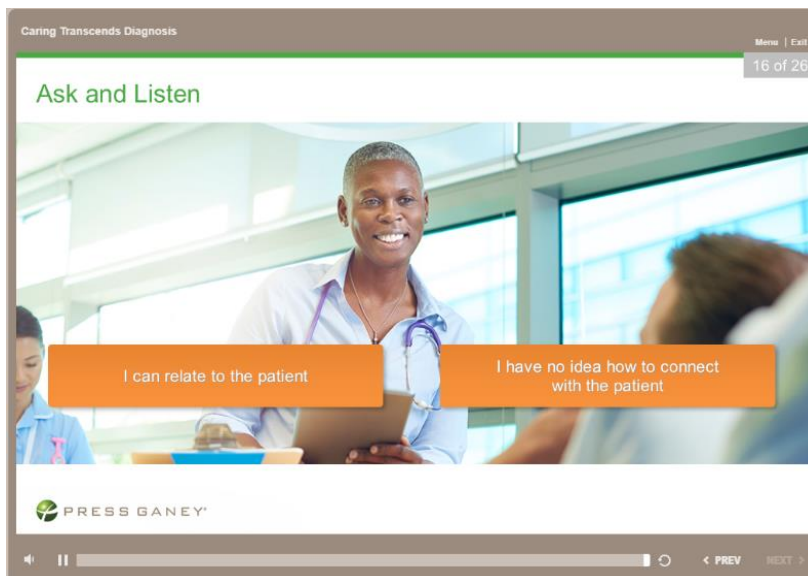 Caring Transcends Diagnosis
Menu | Exit
16 of 26
Ask and Listen
I can relate to the patient
I have no idea how to connect
with the patient
PRESS GANEY®
< PREV NEXT >